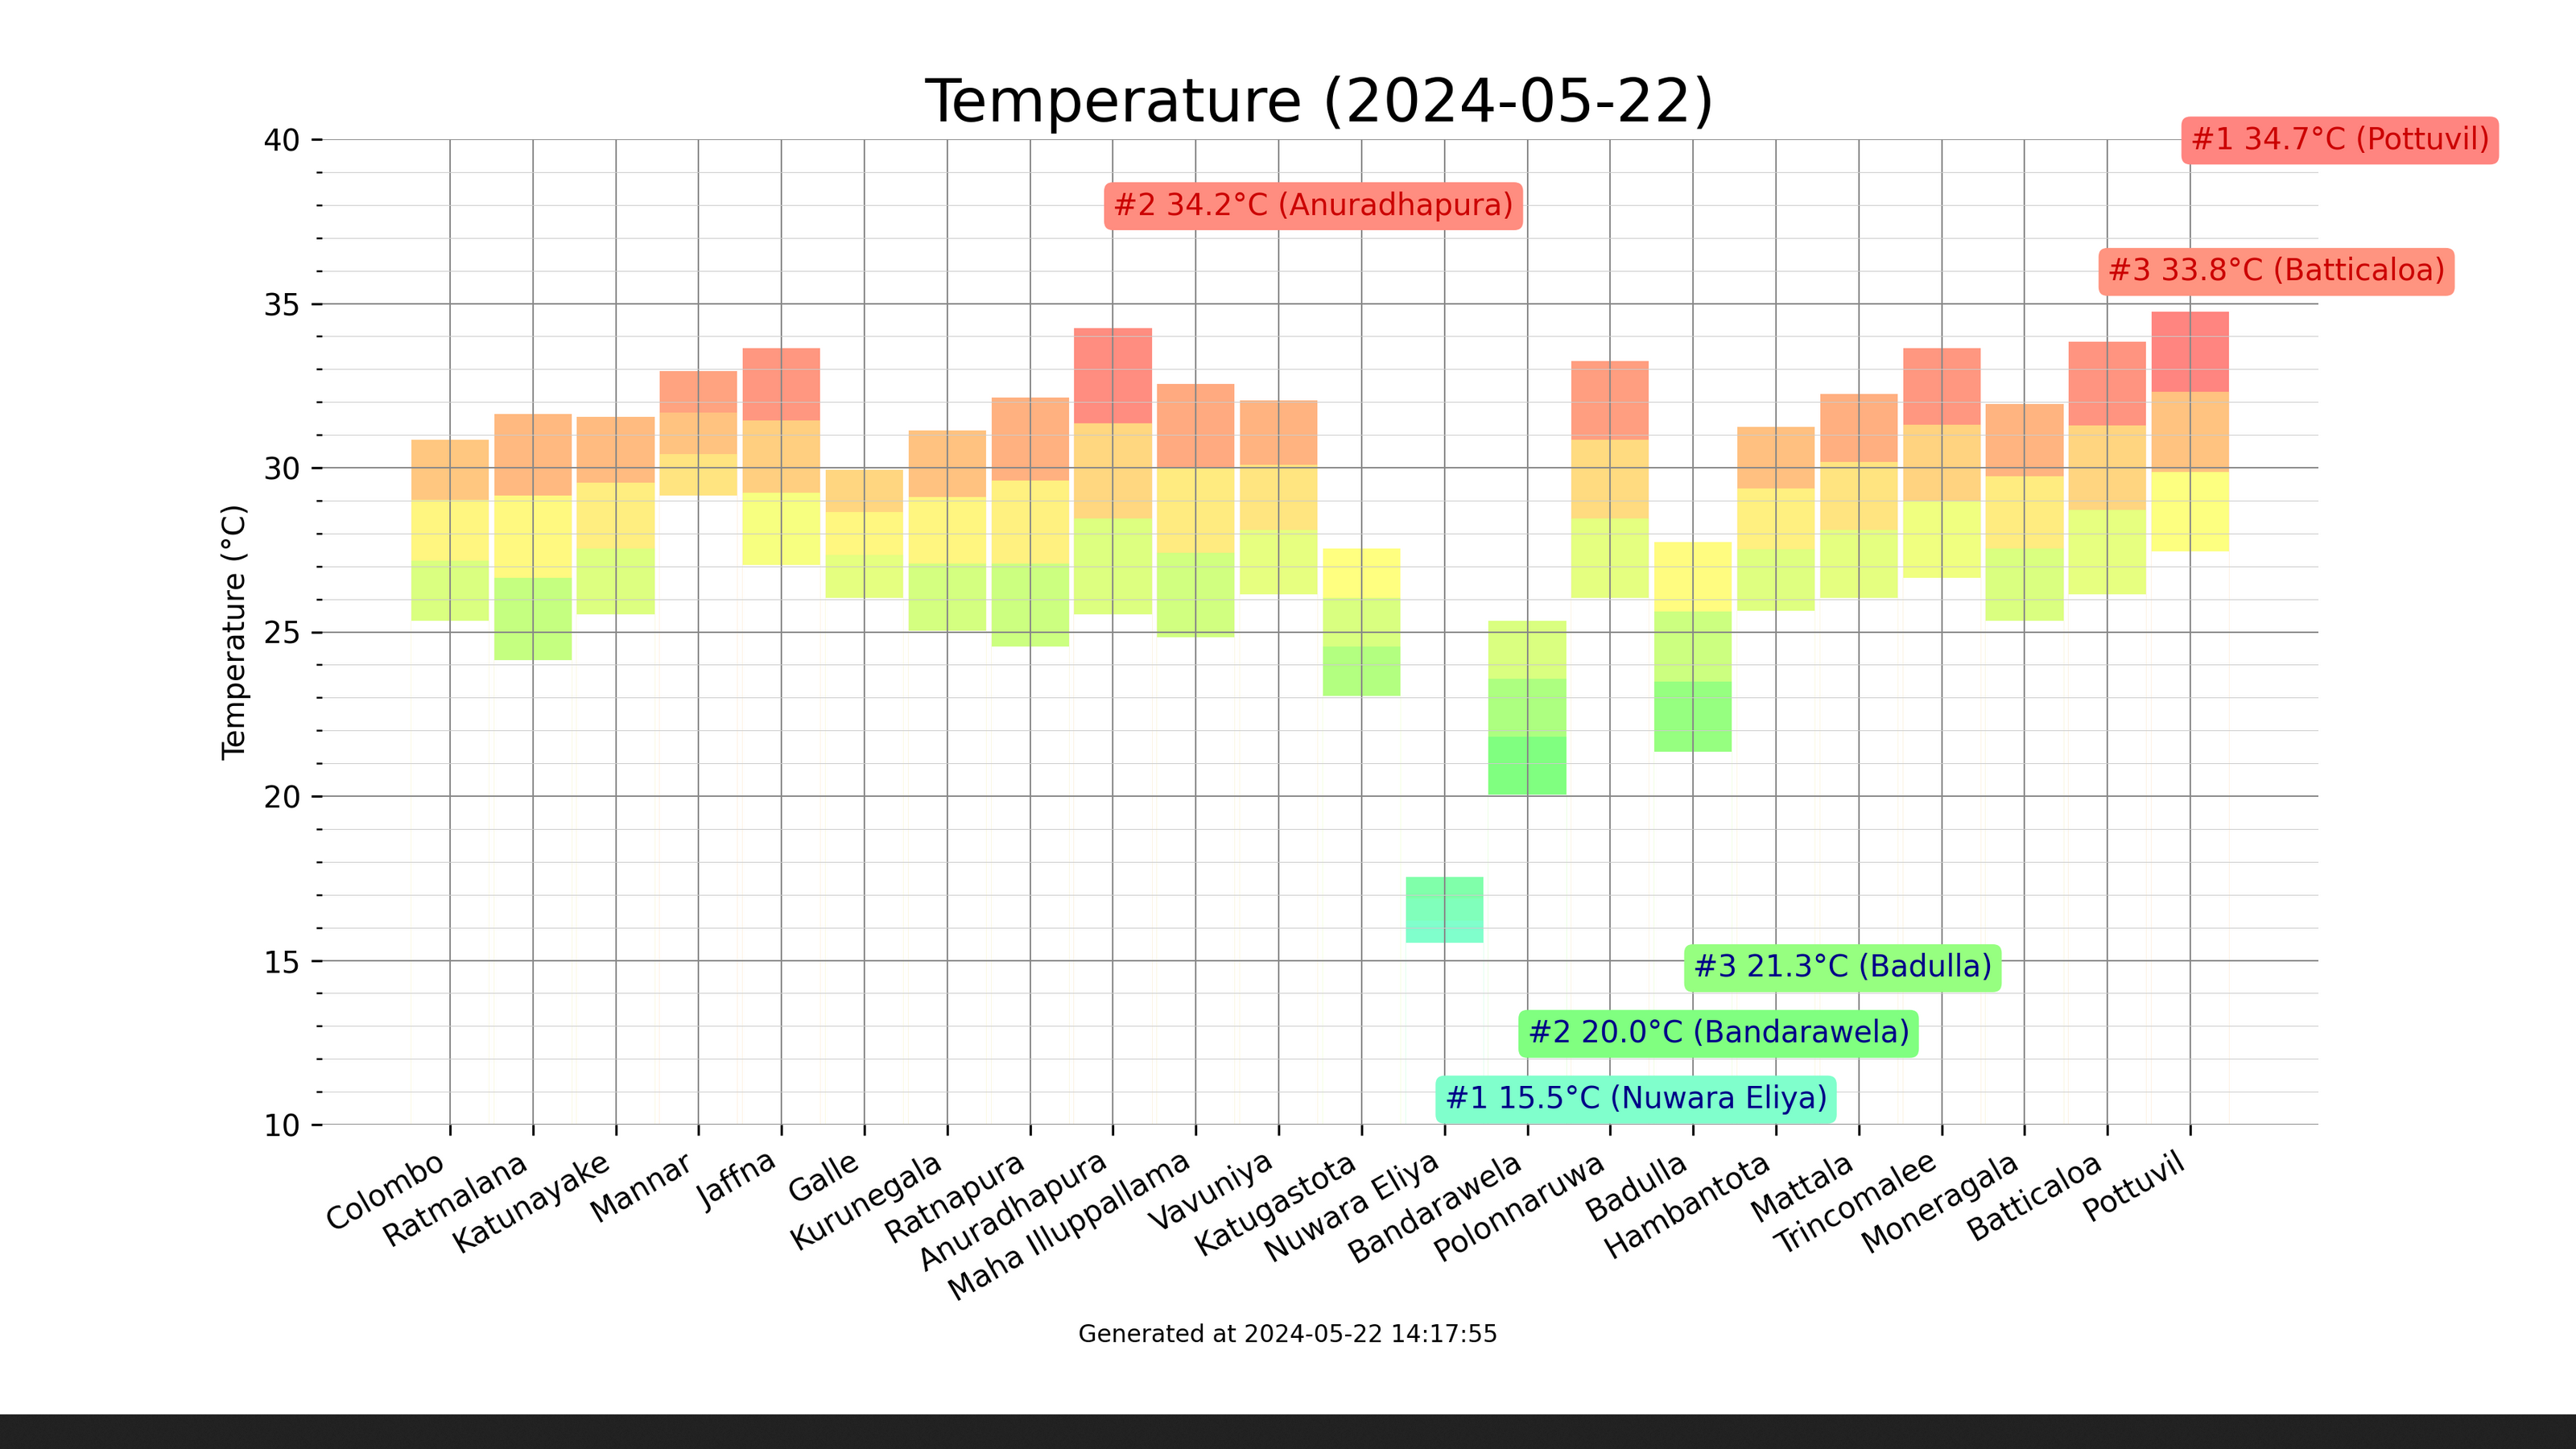 Temperature (2024-05-22)
#1 34.7°C (Pottuvil)
#2 34.2°C (Anuradhapura)
#3 33.8°C (Batticaloa)
40
35
30
25
20
15
10
Temperature (°C)
#3 21.3°C (Badulla)
#2 20.0°C (Bandarawela)
#1 15.5°C (Nuwara Eliya)
Colombo
Ratmalana
Katunayake
Mannar
Jaffna
Galle
Kurunegala
Ratnapura
Anuradhapura
Maha Illuppallama
Vavuniya
Katugastota
Nuwara Eliya
Bandarawela
Polonnaruwa
Badulla
Hambantota
Mattala
Trincomalee
Moneragala
Batticaloa
Pottuvil
Generated at 2024-05-22 14:17:55